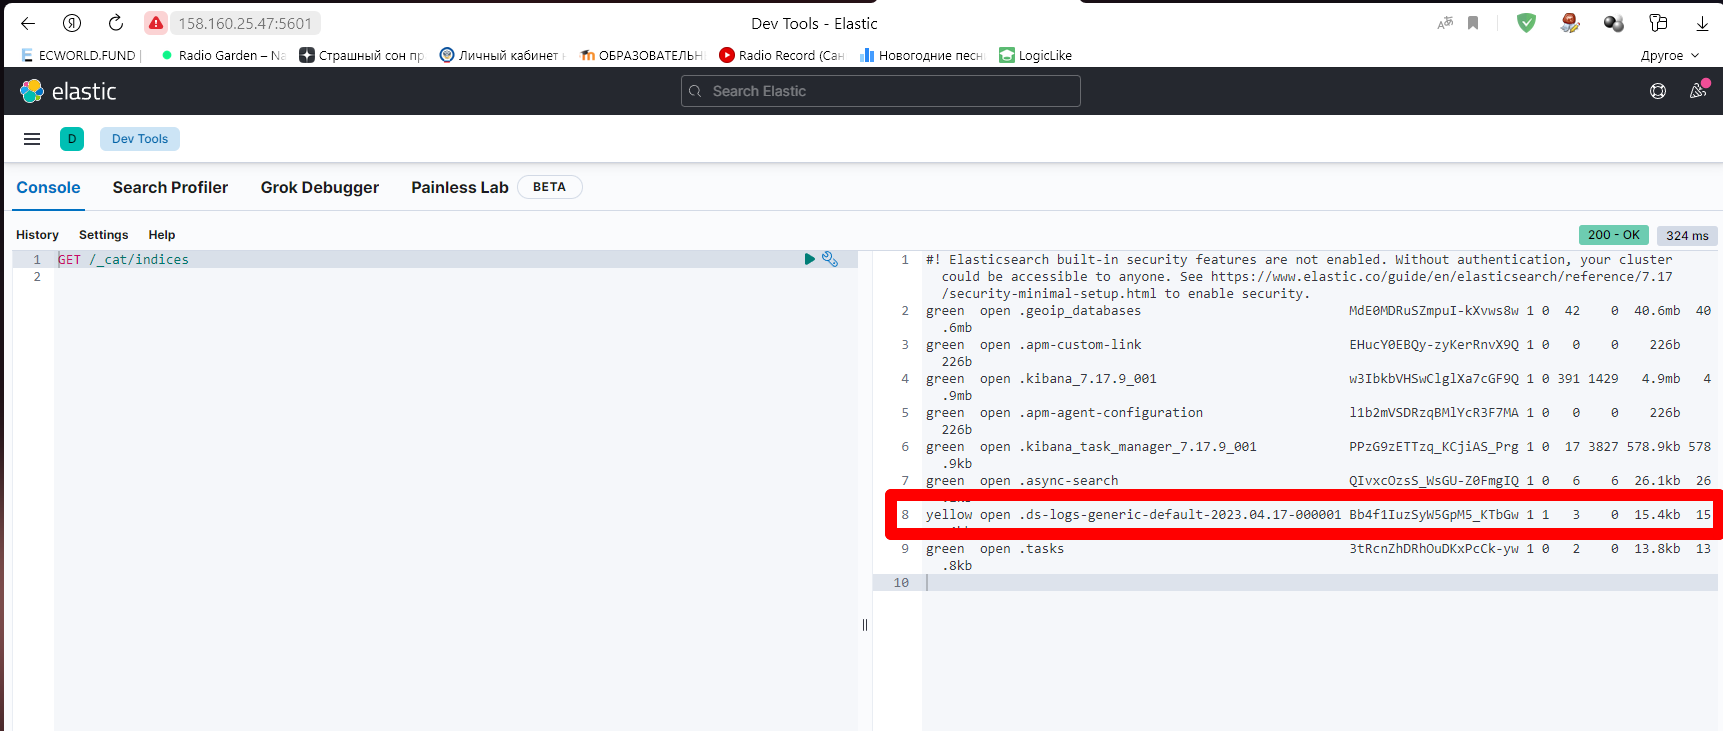 158.160.25.47:5601
Dev Tools - Elastic
ECWORLD.FUND |
Radio Garden – Na
Страшный сон пр
Личный кабинет
ОБРАЗОВАТЕЛЬН
Radio Record (Сан
Новогодние песн
LogicLike
Другое
elastic
Search Elastic
D
Dev Tools
Console
Search Profiler
Grok Debugger
Painless Lab
BETA
History
Settings
Help
200 - OK
324 ms
1 GET /_cat/indices
2
1 #! Elasticsearch built-in security features are not enabled. Without authentication, your cluster
could be accessible to anyone. See https://www.elastic.co/guide/en/elasticsearch/reference/7.17
/security-minimal-setup.html to enable security.
2 green open .geoip_databases MdE0MDRuSZmpuI-kXvws8w 1 0 42 0 40.6mb 40
.6mb
3 green open .apm-custom-link EHucY0EBQy-zyKerRnvX9Q 1 0 0 0 226b
226b
4 green open .kibana_7.17.9_001 w3IbkbVHSwClglXa7cGF9Q 1 0 391 1429 4.9mb 4
.9mb
5 green open .apm-agent-configuration l1b2mVSDRzqBMlYcR3F7MA 1 0 0 0 226b
226b
6 green open .kibana_task_manager_7.17.9_001 PPzG9zETTzq_KCjiAS_Prg 1 0 17 3827 578.9kb 578
.9kb
7 green open .async-search QIvxcOzsS_WsGU-Z0FmgIQ 1 0 6 6 26.1kb 26
8 yellow open .ds-logs-generic-default-2023.04.17-000001 Bb4f1IuzSyW5GpM5_KTbGw 1 1 3 0 15.4kb 15
9 green open .tasks 3tRcnZhDRhOuDKxPcCk-yw 1 0 2 0 13.8kb 13
.8kb
10